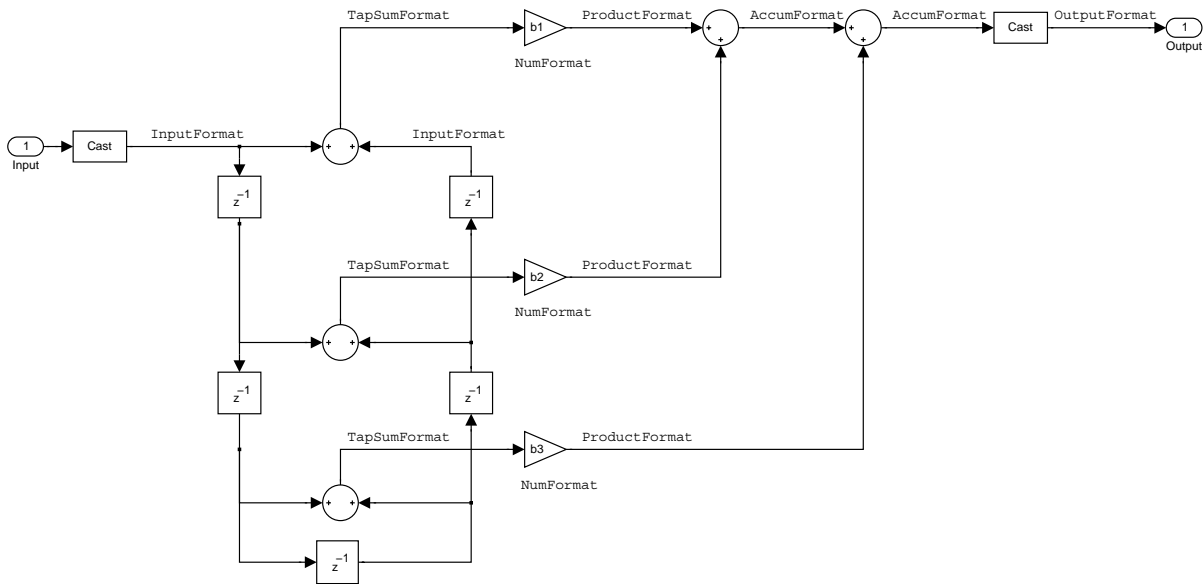 TapSumFormat
b1
ProductFormat
+
+
AccumFormat
+
+
AccumFormat
Cast
OutputFormat
1
Output
NumFormat
1
Input
Cast
InputFormat
+
+
InputFormat
z⁻¹
z⁻¹
TapSumFormat
b2
ProductFormat
NumFormat
+
+
z⁻¹
z⁻¹
TapSumFormat
b3
ProductFormat
NumFormat
+
+
z⁻¹